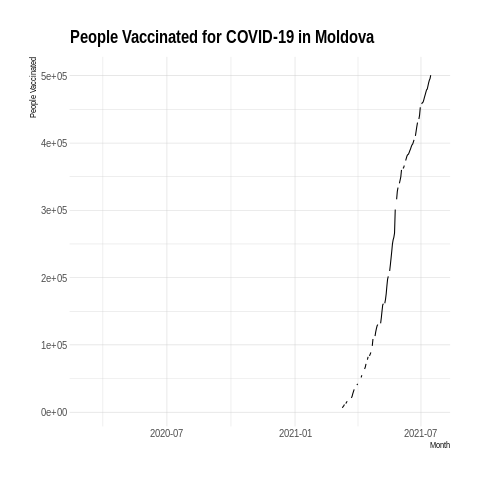 People Vaccinated for COVID-19 in Moldova
People Vaccinated
5e+05
4e+05
3e+05
2e+05
1e+05
0e+00
2020-07
2021-01
2021-07
Month